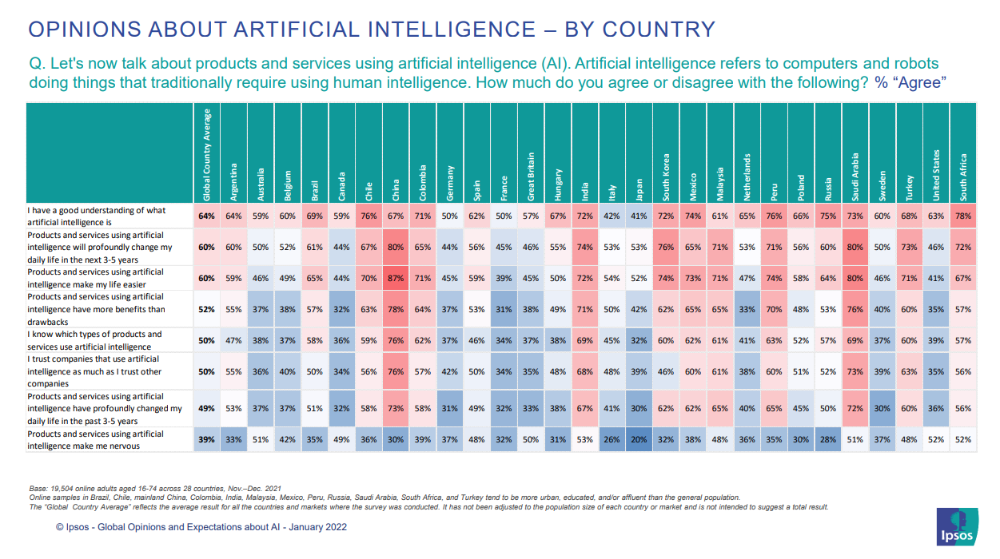 OPINIONS ABOUT ARTIFICIAL INTELLIGENCE – BY COUNTRY
Q. Let's now talk about products and services using artificial intelligence (AI). Artificial intelligence refers to computers and robots
doing things that traditionally require using human intelligence. How much do you agree or disagree with the following? % “Agree”
Global Country Average Argentina Australia Belgium Brazil Canada Chile China Colombia Germany Spain France Great Britain Hungary India Italy Japan South Korea Mexico Malaysia Netherlands Peru Poland Russia Saudi Arabia Sweden Turkey United States South Africa
I have a good understanding of what
artificial intelligence is
64% 64% 59% 60% 69% 59% 76% 67% 71% 50% 62% 50% 57% 67% 72% 42% 41% 72% 74% 61% 65% 76% 66% 75% 73% 60% 68% 63% 78%
Products and services using artificial
intelligence will profoundly change my
daily life in the next 3-5 years
60% 60% 50% 52% 61% 44% 67% 80% 65% 44% 56% 45% 46% 55% 74% 53% 53% 76% 65% 71% 53% 71% 56% 60% 80% 50% 73% 46% 72%
Products and services using artificial
intelligence make my life easier
60% 59% 46% 49% 65% 44% 70% 87% 71% 45% 59% 39% 45% 50% 72% 54% 52% 74% 73% 71% 47% 74% 58% 64% 80% 46% 71% 41% 67%
Products and services using artificial
intelligence have more benefits than
drawbacks
52% 55% 37% 38% 57% 32% 63% 78% 64% 37% 53% 31% 38% 49% 71% 50% 42% 62% 65% 65% 33% 70% 48% 53% 76% 40% 60% 35% 57%
I know which types of products and
services use artificial intelligence
50% 47% 38% 37% 58% 36% 59% 76% 62% 37% 46% 34% 37% 38% 69% 45% 32% 60% 62% 61% 41% 63% 52% 57% 69% 37% 60% 39% 57%
I trust companies that use artificial
intelligence as much as I trust other
companies
50% 55% 36% 40% 50% 34% 56% 76% 57% 42% 50% 34% 35% 48% 68% 48% 39% 46% 60% 61% 38% 60% 51% 52% 73% 39% 63% 35% 56%
Products and services using artificial
intelligence have profoundly changed my
daily life in the past 3-5 years
49% 53% 37% 37% 51% 32% 58% 73% 58% 31% 49% 32% 33% 38% 67% 41% 30% 62% 62% 65% 40% 65% 45% 50% 72% 30% 60% 36% 56%
Products and services using artificial
intelligence make me nervous
39% 33% 51% 42% 35% 49% 36% 30% 39% 37% 48% 32% 50% 31% 53% 26% 20% 32% 38% 48% 36% 35% 30% 28% 51% 37% 48% 52% 52%
Base: 19,504 online adults aged 16-74 across 28 countries, Nov.–Dec. 2021
Online samples in Brazil, Chile, mainland China, Colombia, India, Malaysia, Mexico, Peru, Russia, Saudi Arabia, South Africa, and Turkey tend to be more urban, educated, and/or affluent than the general population.
The “Global Country Average” reflects the average result for all the countries and markets where the survey was conducted. It has not been adjusted to the population size of each country or market and is not intended to suggest a total result.
© Ipsos - Global Opinions and Expectations about AI - January 2022
Ipsos